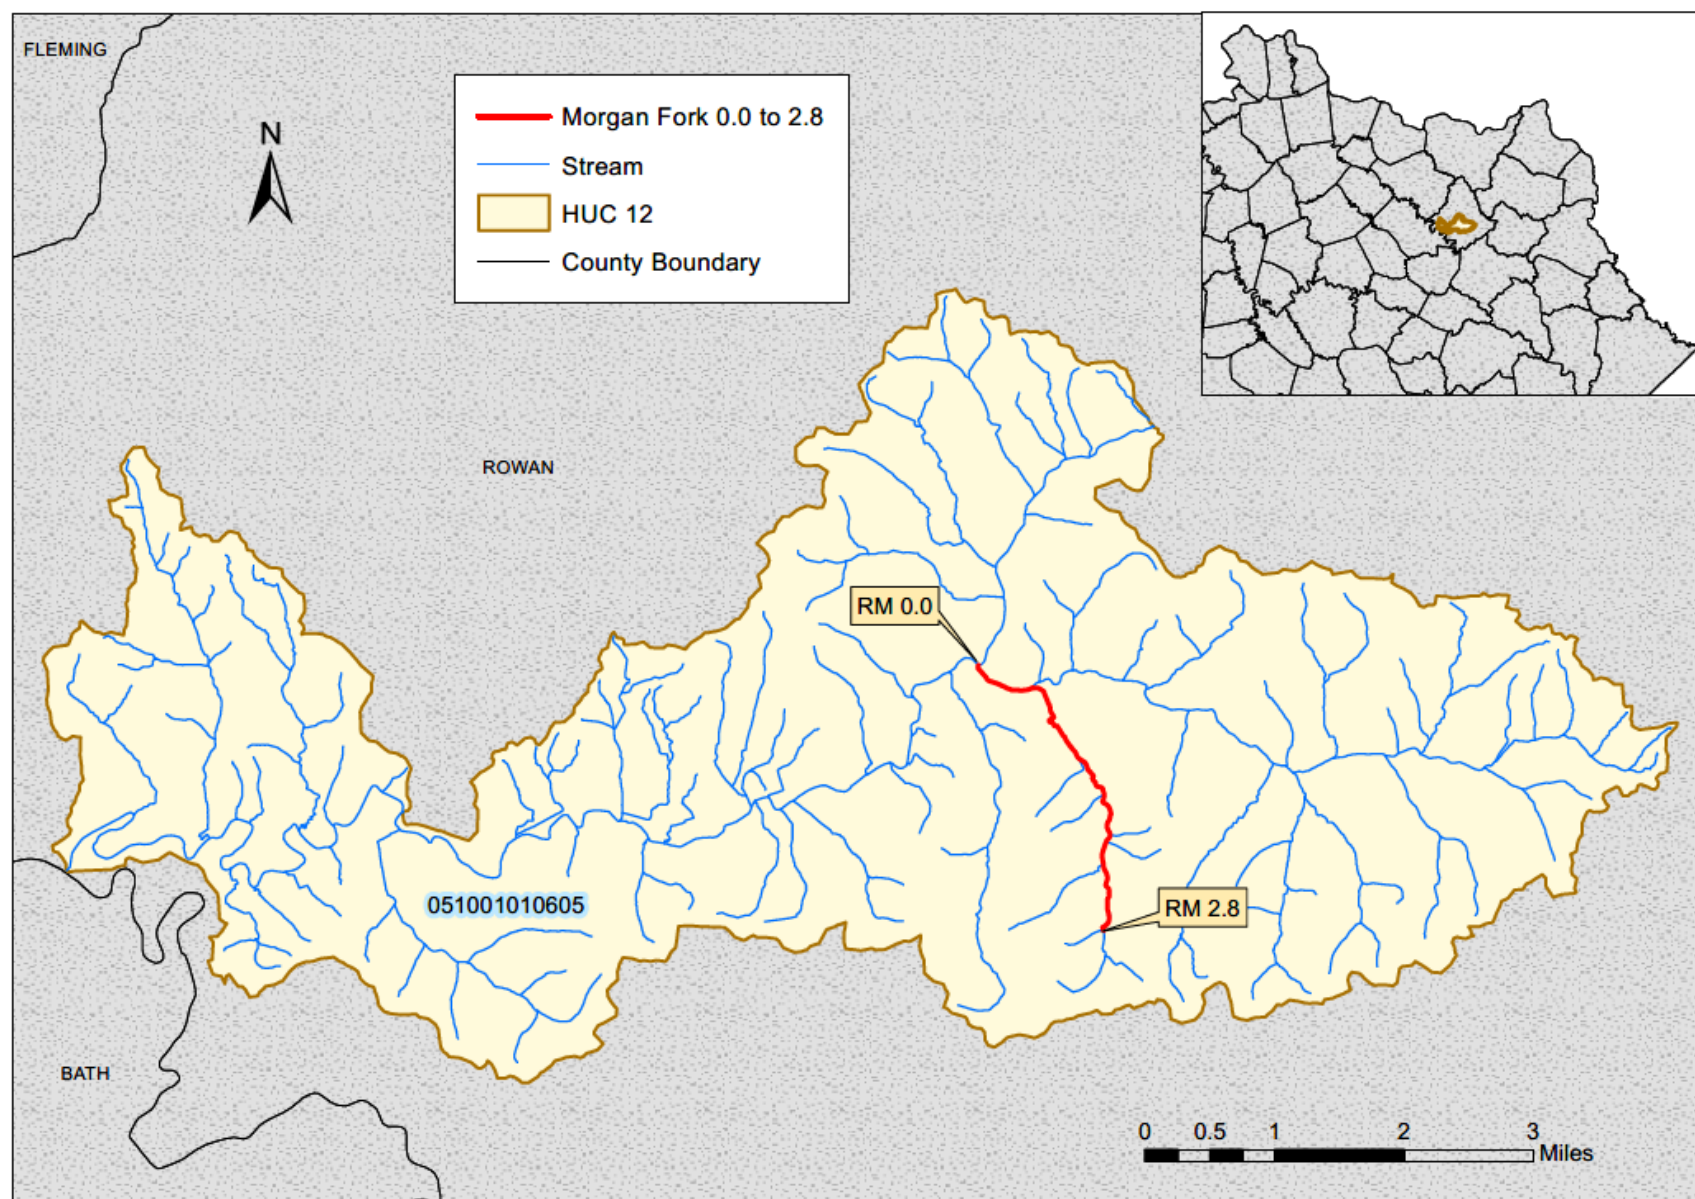 FLEMING
N
Morgan Fork 0.0 to 2.8
Stream
HUC 12
County Boundary
ROWAN
RM 0.0
051001010605
RM 2.8
BATH
0 0.5 1 2 3
Miles